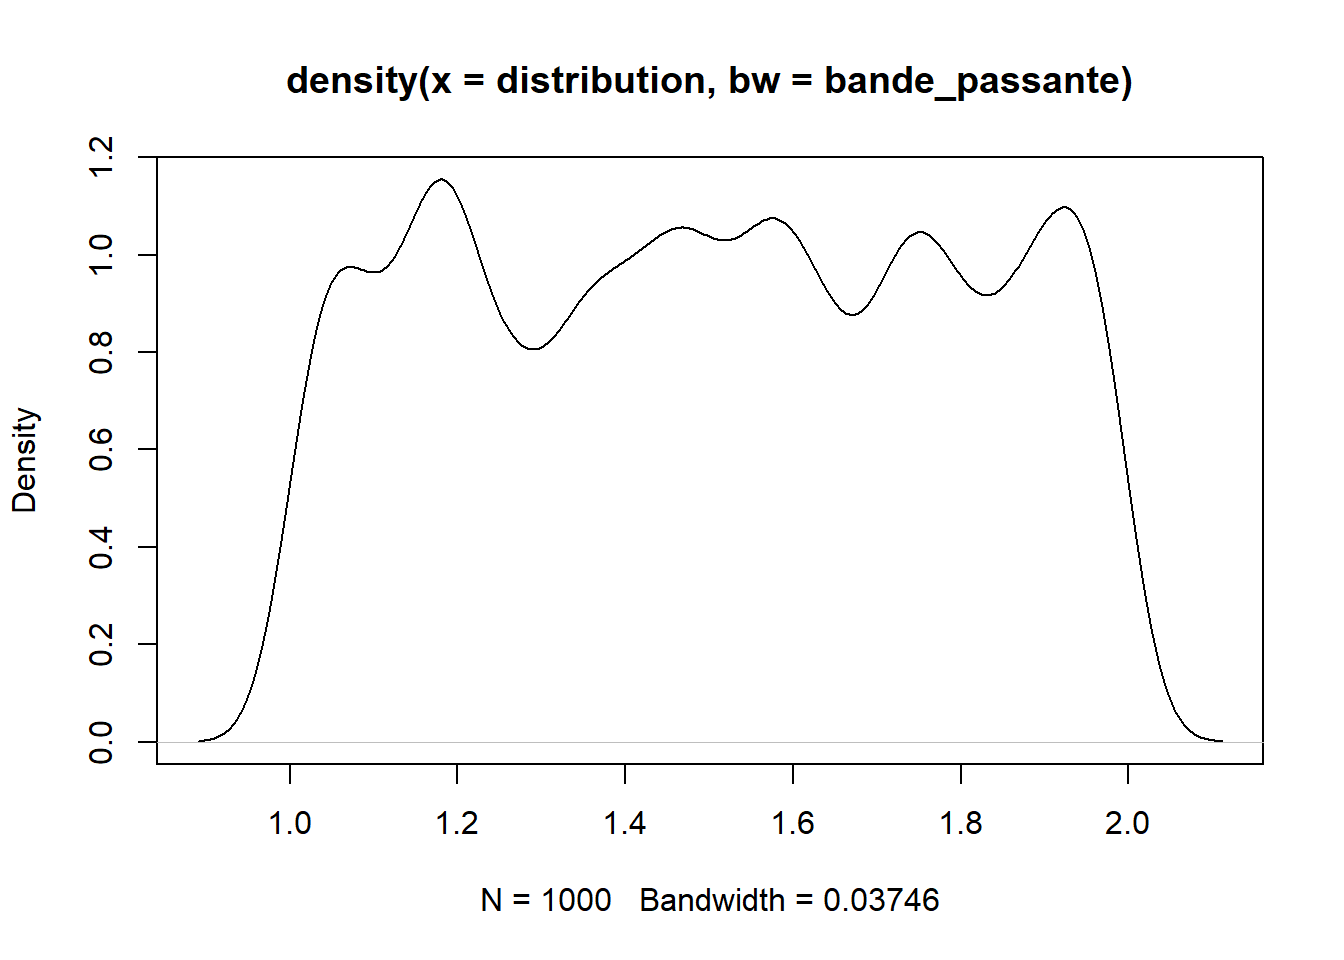 density(x = distribution, bw = bande_passante)
1.2
1.0
0.8
0.6
0.4
0.2
0.0
Density
1.0 1.2 1.4 1.6 1.8 2.0
N = 1000 Bandwidth = 0.03746